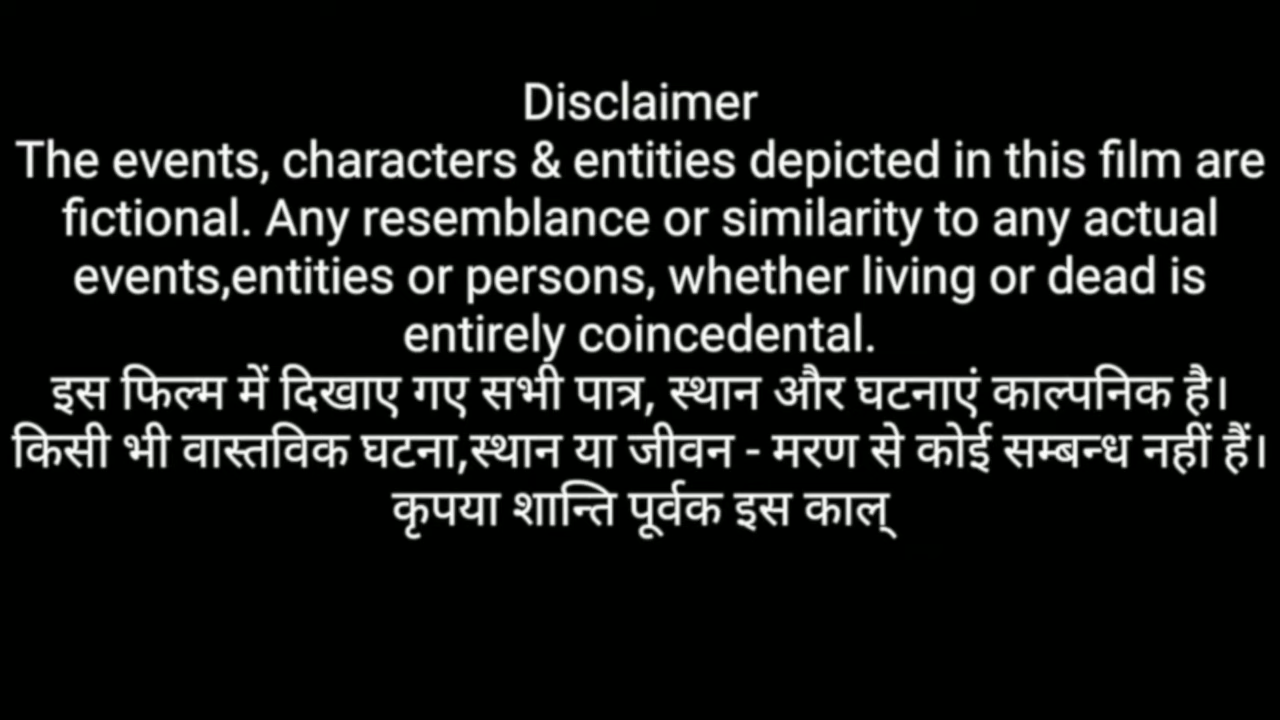 Disclaimer
The events, characters & entities depicted in this film are
fictional. Any resemblance or similarity to any actual
events,entities or persons, whether living or dead is
entirely coincedental.
इस फिल्म में दिखाए गए सभी पात्र, स्थान और घटनाएं काल्पनिक है।
किसी भी वास्तविक घटना,स्थान या जीवन - मरण से कोई सम्बन्ध नहीं हैं।
कृपया शान्ति पूर्वक इस काल्